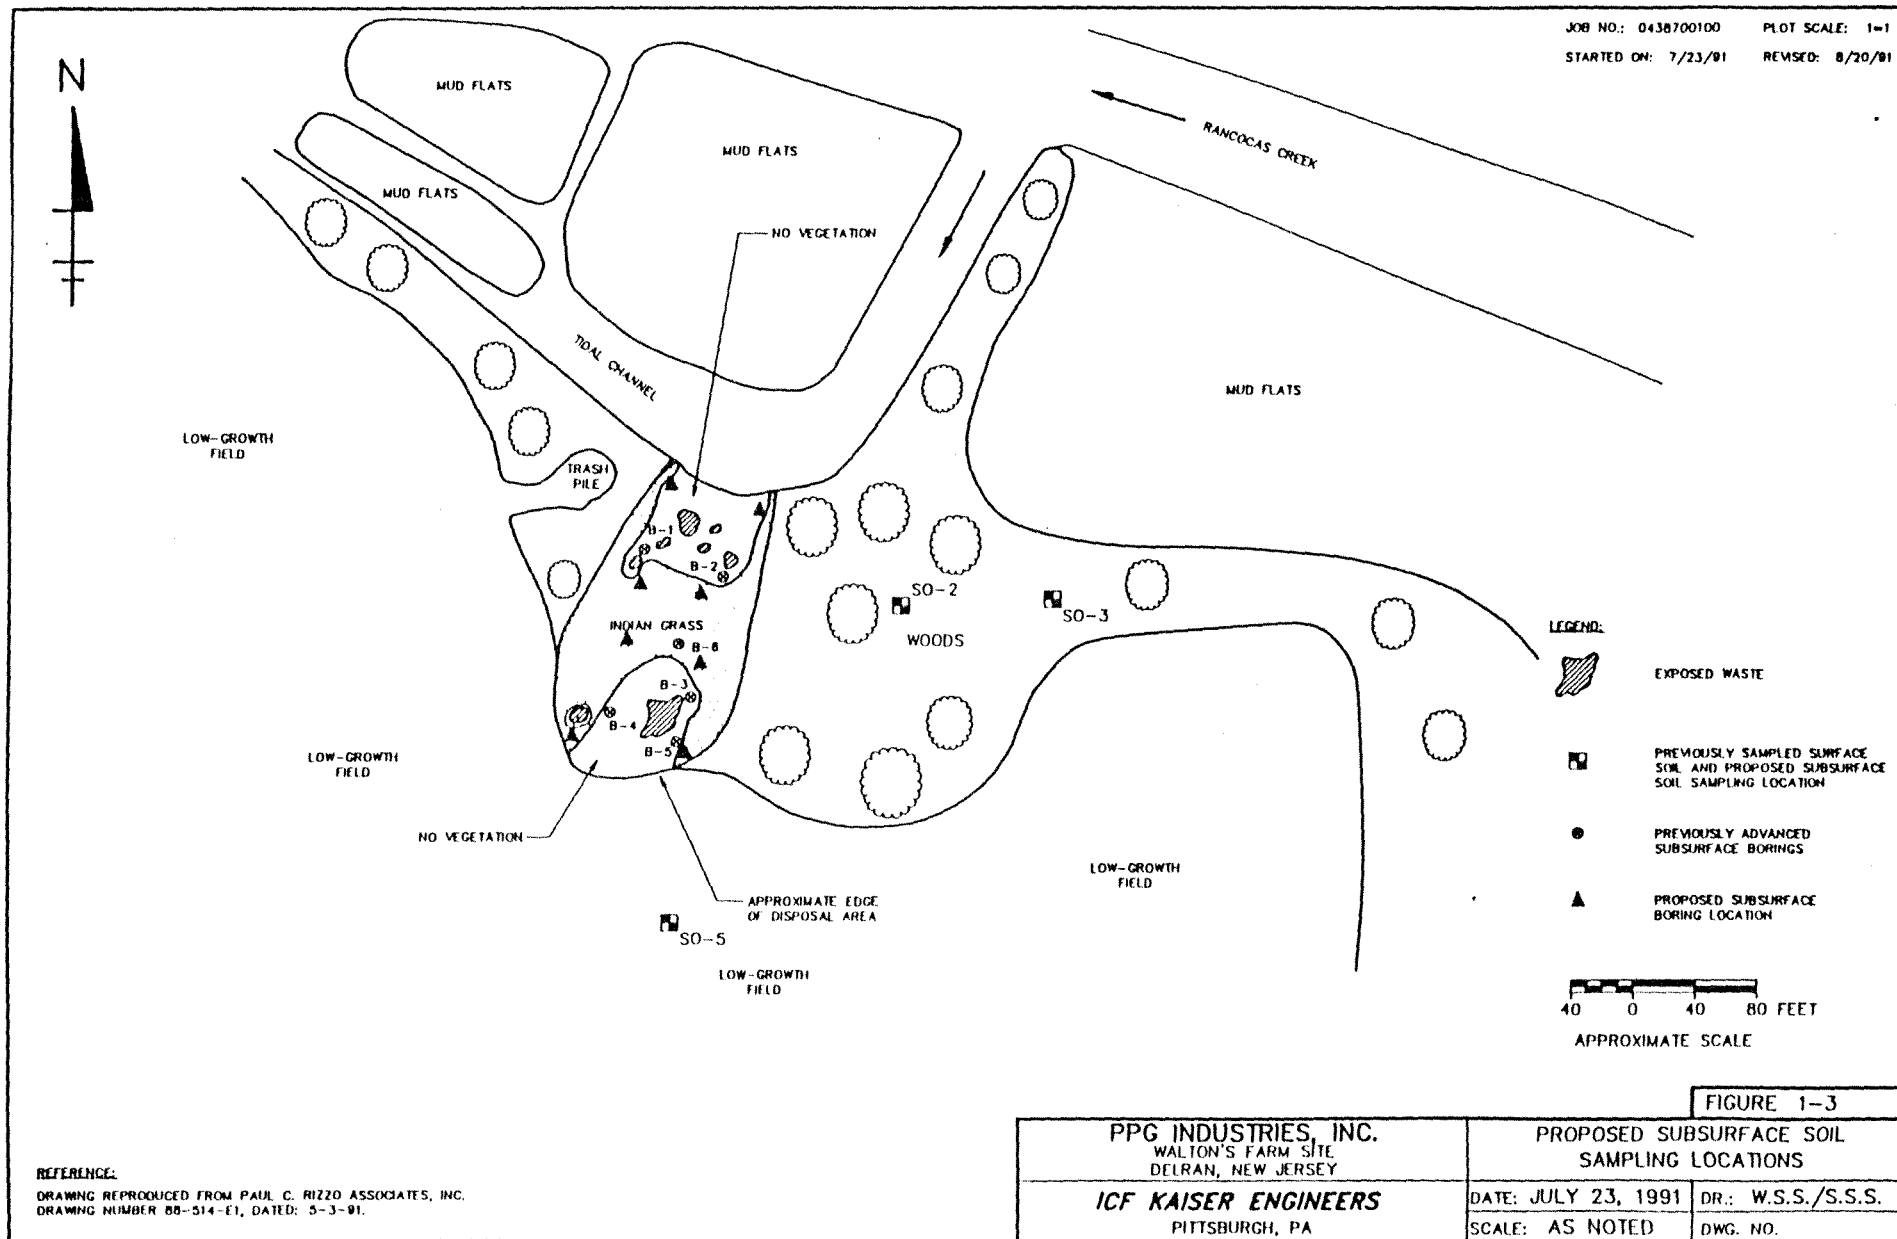 JOB NO.: 0438700100 PLOT SCALE: 1=1
STARTED ON: 7/23/91 REVISED: 8/20/91
N
MUD FLATS
MUD FLATS
MUD FLATS
RANCOCAS CREEK
NO VEGETATION
TIDAL CHANNEL
MUD FLATS
LOW-GROWTH
FIELD
TRASH
PILE
B-1
B-2
SO-2
SO-3
WOODS
INDIAN GRASS
B-6
B-3
B-4
B-5
LOW-GROWTH
FIELD
NO VEGETATION
APPROXIMATE EDGE
OF DISPOSAL AREA
SO-5
LOW-GROWTH
FIELD
LOW-GROWTH
FIELD
LEGEND:
EXPOSED WASTE
PREVIOUSLY SAMPLED SURFACE
SOIL AND PROPOSED SUBSURFACE
SOIL SAMPLING LOCATION
PREVIOUSLY ADVANCED
SUBSURFACE BORINGS
PROPOSED SUBSURFACE
BORING LOCATION
40 0 40 80 FEET
APPROXIMATE SCALE
FIGURE 1-3
PPG INDUSTRIES, INC.
WALTON'S FARM SITE
DELRAN, NEW JERSEY
PROPOSED SUBSURFACE SOIL
SAMPLING LOCATIONS
ICF KAISER ENGINEERS
PITTSBURGH, PA
DATE: JULY 23, 1991 DR.: W.S.S./S.S.S.
SCALE: AS NOTED DWG. NO.
REFERENCE:
DRAWING REPRODUCED FROM PAUL C. RIZZO ASSOCIATES, INC.
DRAWING NUMBER 88-514-E1, DATED: 5-3-91.